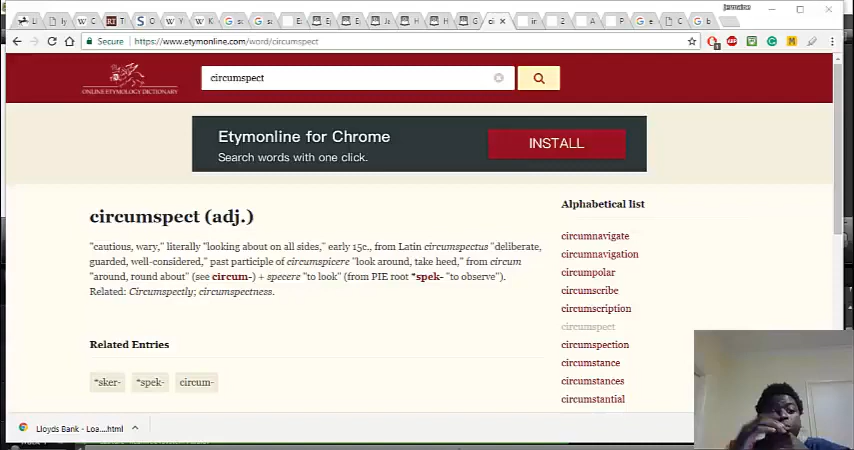 Secure
https://www.etymonline.com/word/circumspect
ONLINE ETYMOLOGY DICTIONARY
circumspect
Etymonline for Chrome
Search words with one click.
INSTALL
circumspect (adj.)
"cautious, wary," literally "looking about on all sides," early 15c., from Latin circumspectus "deliberate,
guarded, well-considered," past participle of circumspicere "look around, take heed," from circum
"around, round about" (see circum-) + specere "to look" (from PIE root *spek- "to observe").
Related: Circumspectly; circumspectness.
Related Entries
*sker-
*spek-
circum-
Alphabetical list
circumnavigate
circumnavigation
circumpolar
circumscribe
circumscription
circumspect
circumspection
circumstance
circumstances
circumstantial
Lloyds Bank - Loa....html